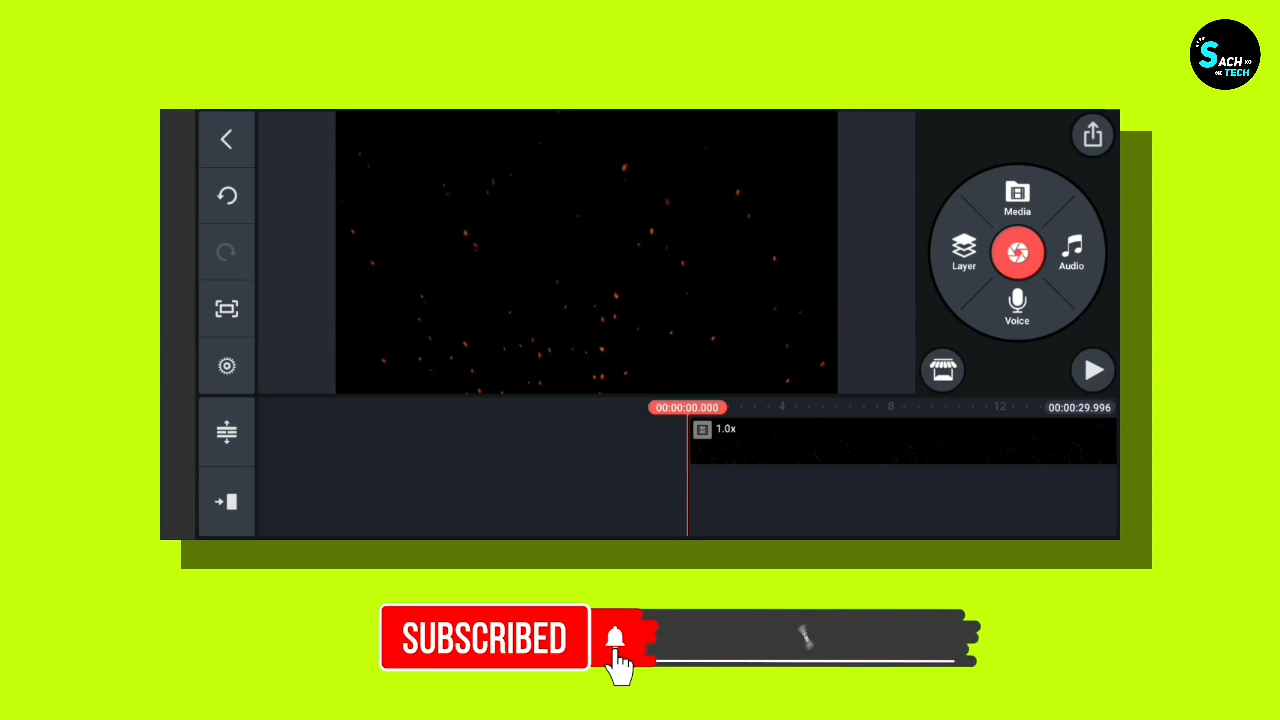 SACH KO
TECH
Media
Layer
Audio
Voice
00:00:00.000
4
8
12
00:00:29.996
1.0x
SUBSCRIBED